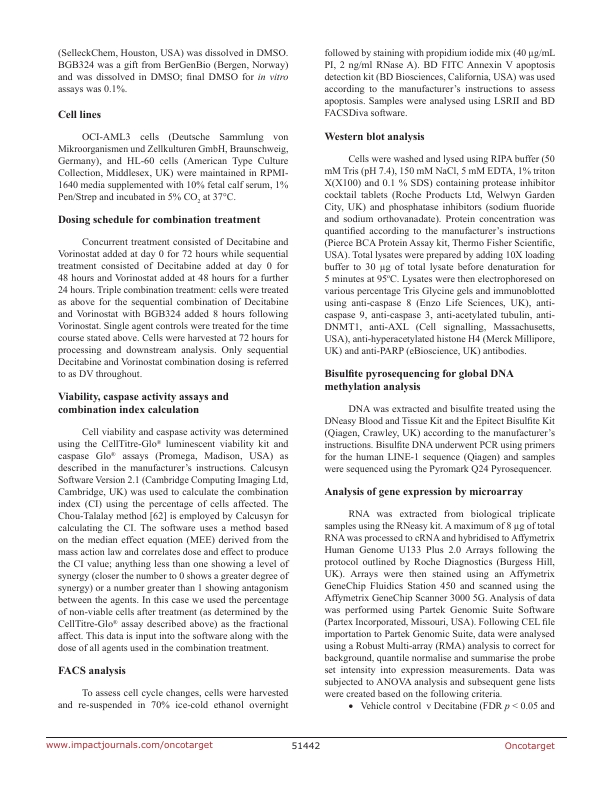 (SelleckChem, Houston, USA) was dissolved in DMSO.
BGB324 was a gift from BerGenBio (Bergen, Norway)
and was dissolved in DMSO; final DMSO for in vitro
assays was 0.1%.
Cell lines
OCI-AML3 cells (Deutsche Sammlung von
Mikroorganismen und Zellkulturen GmbH, Braunschweig,
Germany), and HL-60 cells (American Type Culture
Collection, Middlesex, UK) were maintained in RPMI-
1640 media supplemented with 10% fetal calf serum, 1%
Pen/Strep and incubated in 5% CO2 at 37°C.
Dosing schedule for combination treatment
Concurrent treatment consisted of Decitabine and
Vorinostat added at day 0 for 72 hours while sequential
treatment consisted of Decitabine added at day 0 for
48 hours and Vorinostat added at 48 hours for a further
24 hours. Triple combination treatment: cells were treated
as above for the sequential combination of Decitabine
and Vorinostat with BGB324 added 8 hours following
Vorinostat. Single agent controls were treated for the time
course stated above. Cells were harvested at 72 hours for
processing and downstream analysis. Only sequential
Decitabine and Vorinostat combination dosing is referred
to as DV throughout.
Viability, caspase activity assays and
combination index calculation
Cell viability and caspase activity was determined
using the CellTitre-Glo® luminescent viability kit and
caspase Glo® assays (Promega, Madison, USA) as
described in the manufacturer's instructions. Calcusyn
Software Version 2.1 (Cambridge Computing Imaging Ltd,
Cambridge, UK) was used to calculate the combination
index (CI) using the percentage of cells affected. The
Chou-Talalay method [62] is employed by Calcusyn for
calculating the CI. The software uses a method based
on the median effect equation (MEE) derived from the
mass action law and correlates dose and effect to produce
the CI value; anything less than one showing a level of
synergy (closer the number to 0 shows a greater degree of
synergy) or a number greater than 1 showing antagonism
between the agents. In this case we used the percentage
of non-viable cells after treatment (as determined by the
CellTitre-Glo® assay described above) as the fractional
affect. This data is input into the software along with the
dose of all agents used in the combination treatment.
FACS analysis
To assess cell cycle changes, cells were harvested
and re-suspended in 70% ice-cold ethanol overnight
followed by staining with propidium iodide mix (40 µg/mL
PI, 2 ng/ml RNase A). BD FITC Annexin V apoptosis
detection kit (BD Biosciences, California, USA) was used
according to the manufacturer's instructions to assess
apoptosis. Samples were analysed using LSRII and BD
FACSDiva software.
Western blot analysis
Cells were washed and lysed using RIPA buffer (50
mM Tris (pH 7.4), 150 mM NaCl, 5 mM EDTA, 1% triton
X(X100) and 0.1 % SDS) containing protease inhibitor
cocktail tablets (Roche Products Ltd, Welwyn Garden
City, UK) and phosphatase inhibitors (sodium fluoride
and sodium orthovanadate). Protein concentration was
quantified according to the manufacturer's instructions
(Pierce BCA Protein Assay kit, Thermo Fisher Scientific,
USA). Total lysates were prepared by adding 10X loading
buffer to 30 µg of total lysate before denaturation for
5 minutes at 95ºC. Lysates were then electrophoresed on
various percentage Tris Glycine gels and immunoblotted
using anti-caspase 8 (Enzo Life Sciences, UK), anti-
caspase 9, anti-caspase 3, anti-acetylated tubulin, anti-
DNMT1, anti-AXL (Cell signalling, Massachusetts,
USA), anti-hyperacetylated histone H4 (Merck Millipore,
UK) and anti-PARP (eBioscience, UK) antibodies.
Bisulfite pyrosequencing for global DNA
methylation analysis
DNA was extracted and bisulfite treated using the
DNeasy Blood and Tissue Kit and the Epitect Bisulfite Kit
(Qiagen, Crawley, UK) according to the manufacturer's
instructions. Bisulfite DNA underwent PCR using primers
for the human LINE-1 sequence (Qiagen) and samples
were sequenced using the Pyromark Q24 Pyrosequencer.
Analysis of gene expression by microarray
RNA was extracted from biological triplicate
samples using the RNeasy kit. A maximum of 8 µg of total
RNA was processed to cRNA and hybridised to Affymetrix
Human Genome U133 Plus 2.0 Arrays following the
protocol outlined by Roche Diagnostics (Burgess Hill,
UK). Arrays were then stained using an Affymetrix
GeneChip Fluidics Station 450 and scanned using the
Affymetrix GeneChip Scanner 3000 5G. Analysis of data
was performed using Partek Genomic Suite Software
(Partex Incorporated, Missouri, USA). Following CEL file
importation to Partek Genomic Suite, data were analysed
using a Robust Multi-array (RMA) analysis to correct for
background, quantile normalise and summarise the probe
set intensity into expression measurements. Data was
subjected to ANOVA analysis and subsequent gene lists
were created based on the following criteria.
• Vehicle control v Decitabine (FDR p < 0.05 and
www.impactjournals.com/oncotarget
51442
Oncotarget